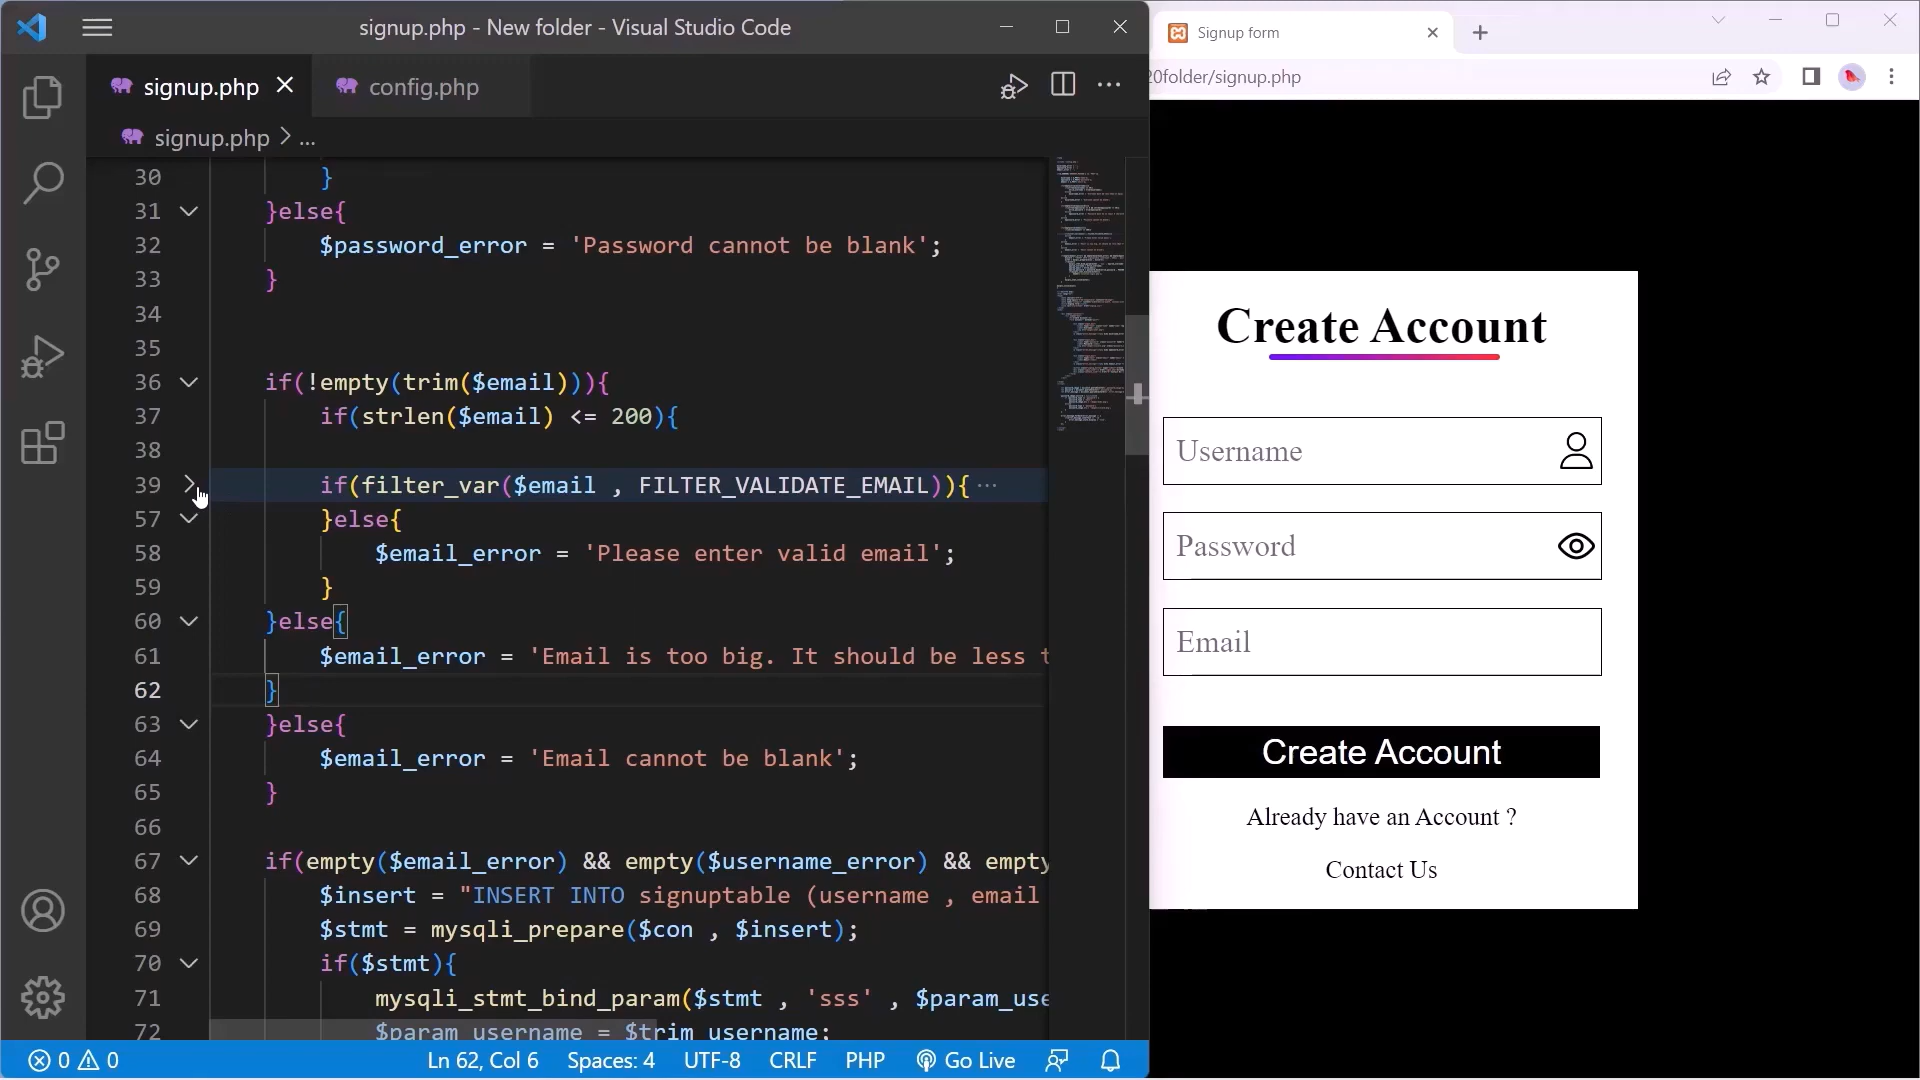 signup.php - New folder - Visual Studio Code
signup.php
config.php
signup.php > ...
30 }
31 }else{
32 $password_error = 'Password cannot be blank';
33 }
34
35
36 if(!empty(trim($email))){
37 if(strlen($email) <= 200){
38
39 if(filter_var($email , FILTER_VALIDATE_EMAIL)){ ...
57 }else{
58 $email_error = 'Please enter valid email';
59 }
60 }else{
61 $email_error = 'Email is too big. It should be less t
62 }
63 }else{
64 $email_error = 'Email cannot be blank';
65 }
66
67 if(empty($email_error) && empty($username_error) && empty
68 $insert = "INSERT INTO signuptable (username , email
69 $stmt = mysqli_prepare($con , $insert);
70 if($stmt){
71 mysqli_stmt_bind_param($stmt , 'sss' , $param_use
72 $param_username = $trim_username;
0 0
Ln 62, Col 6
Spaces: 4
UTF-8
CRLF
PHP
Go Live
Signup form
20folder/signup.php
Create Account
Username
Password
Email
Create Account
Already have an Account ?
Contact Us